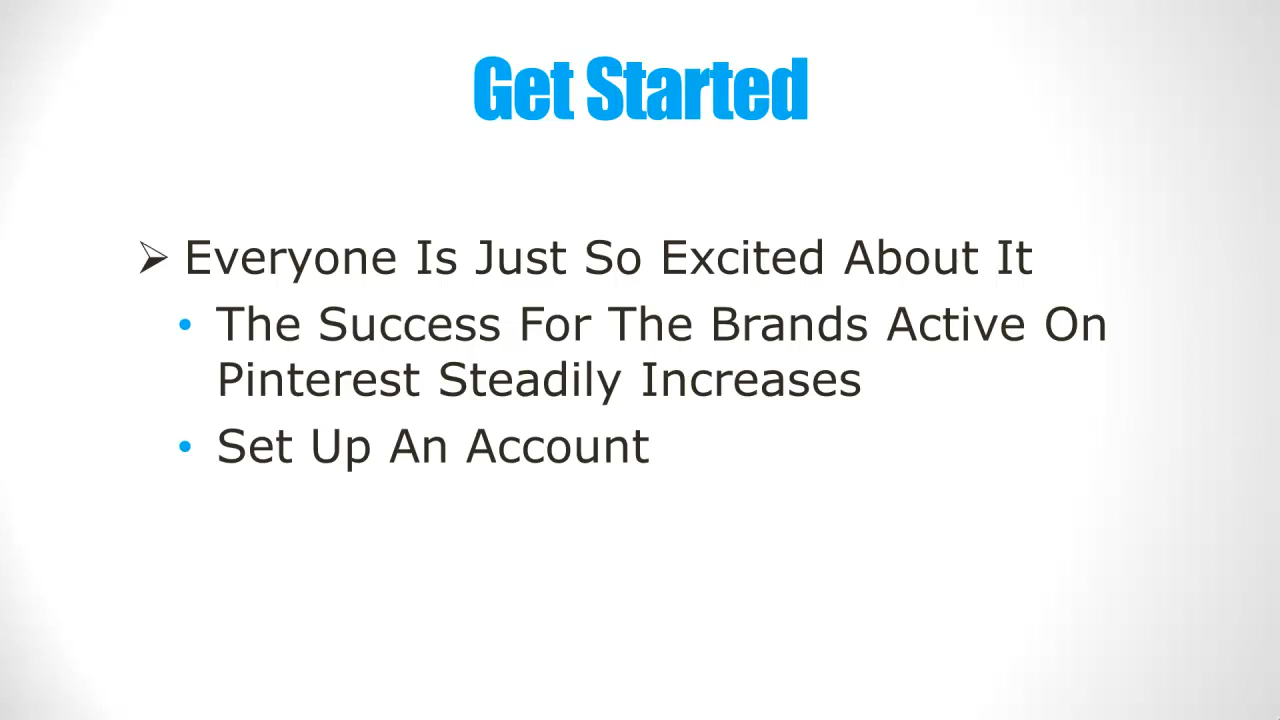 Get Started
➢ Everyone Is Just So Excited About It
• The Success For The Brands Active On
Pinterest Steadily Increases
• Set Up An Account